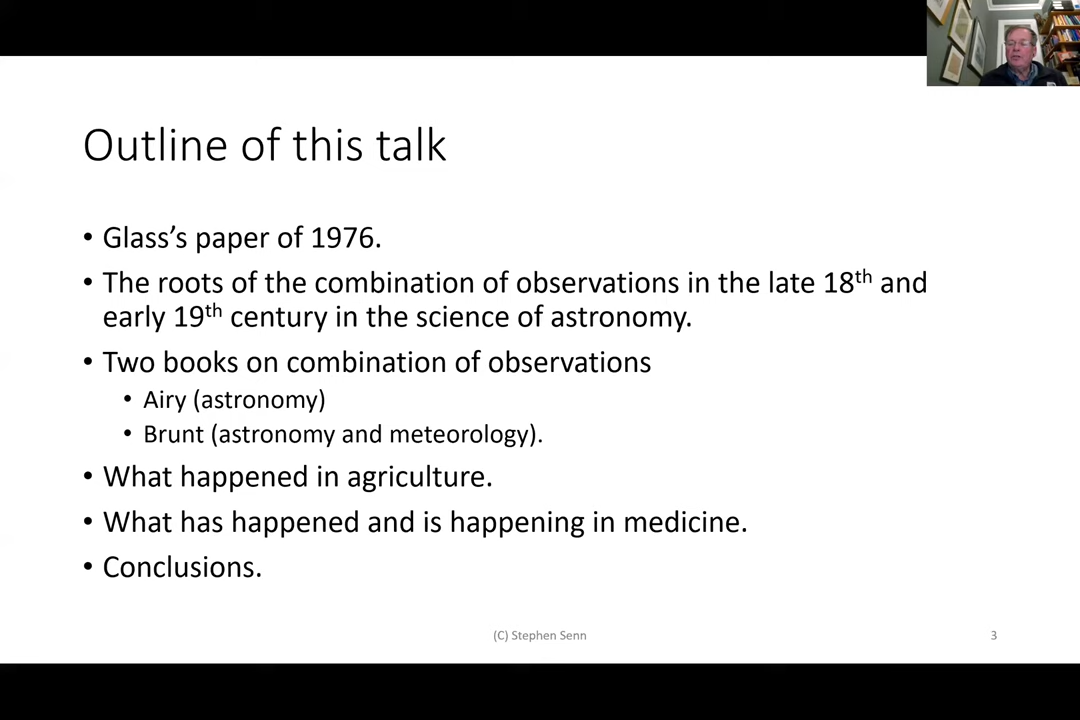 Outline of this talk
• Glass’s paper of 1976.
• The roots of the combination of observations in the late 18th and
early 19th century in the science of astronomy.
• Two books on combination of observations
• Airy (astronomy)
• Brunt (astronomy and meteorology).
• What happened in agriculture.
• What has happened and is happening in medicine.
• Conclusions.
(C) Stephen Senn
3